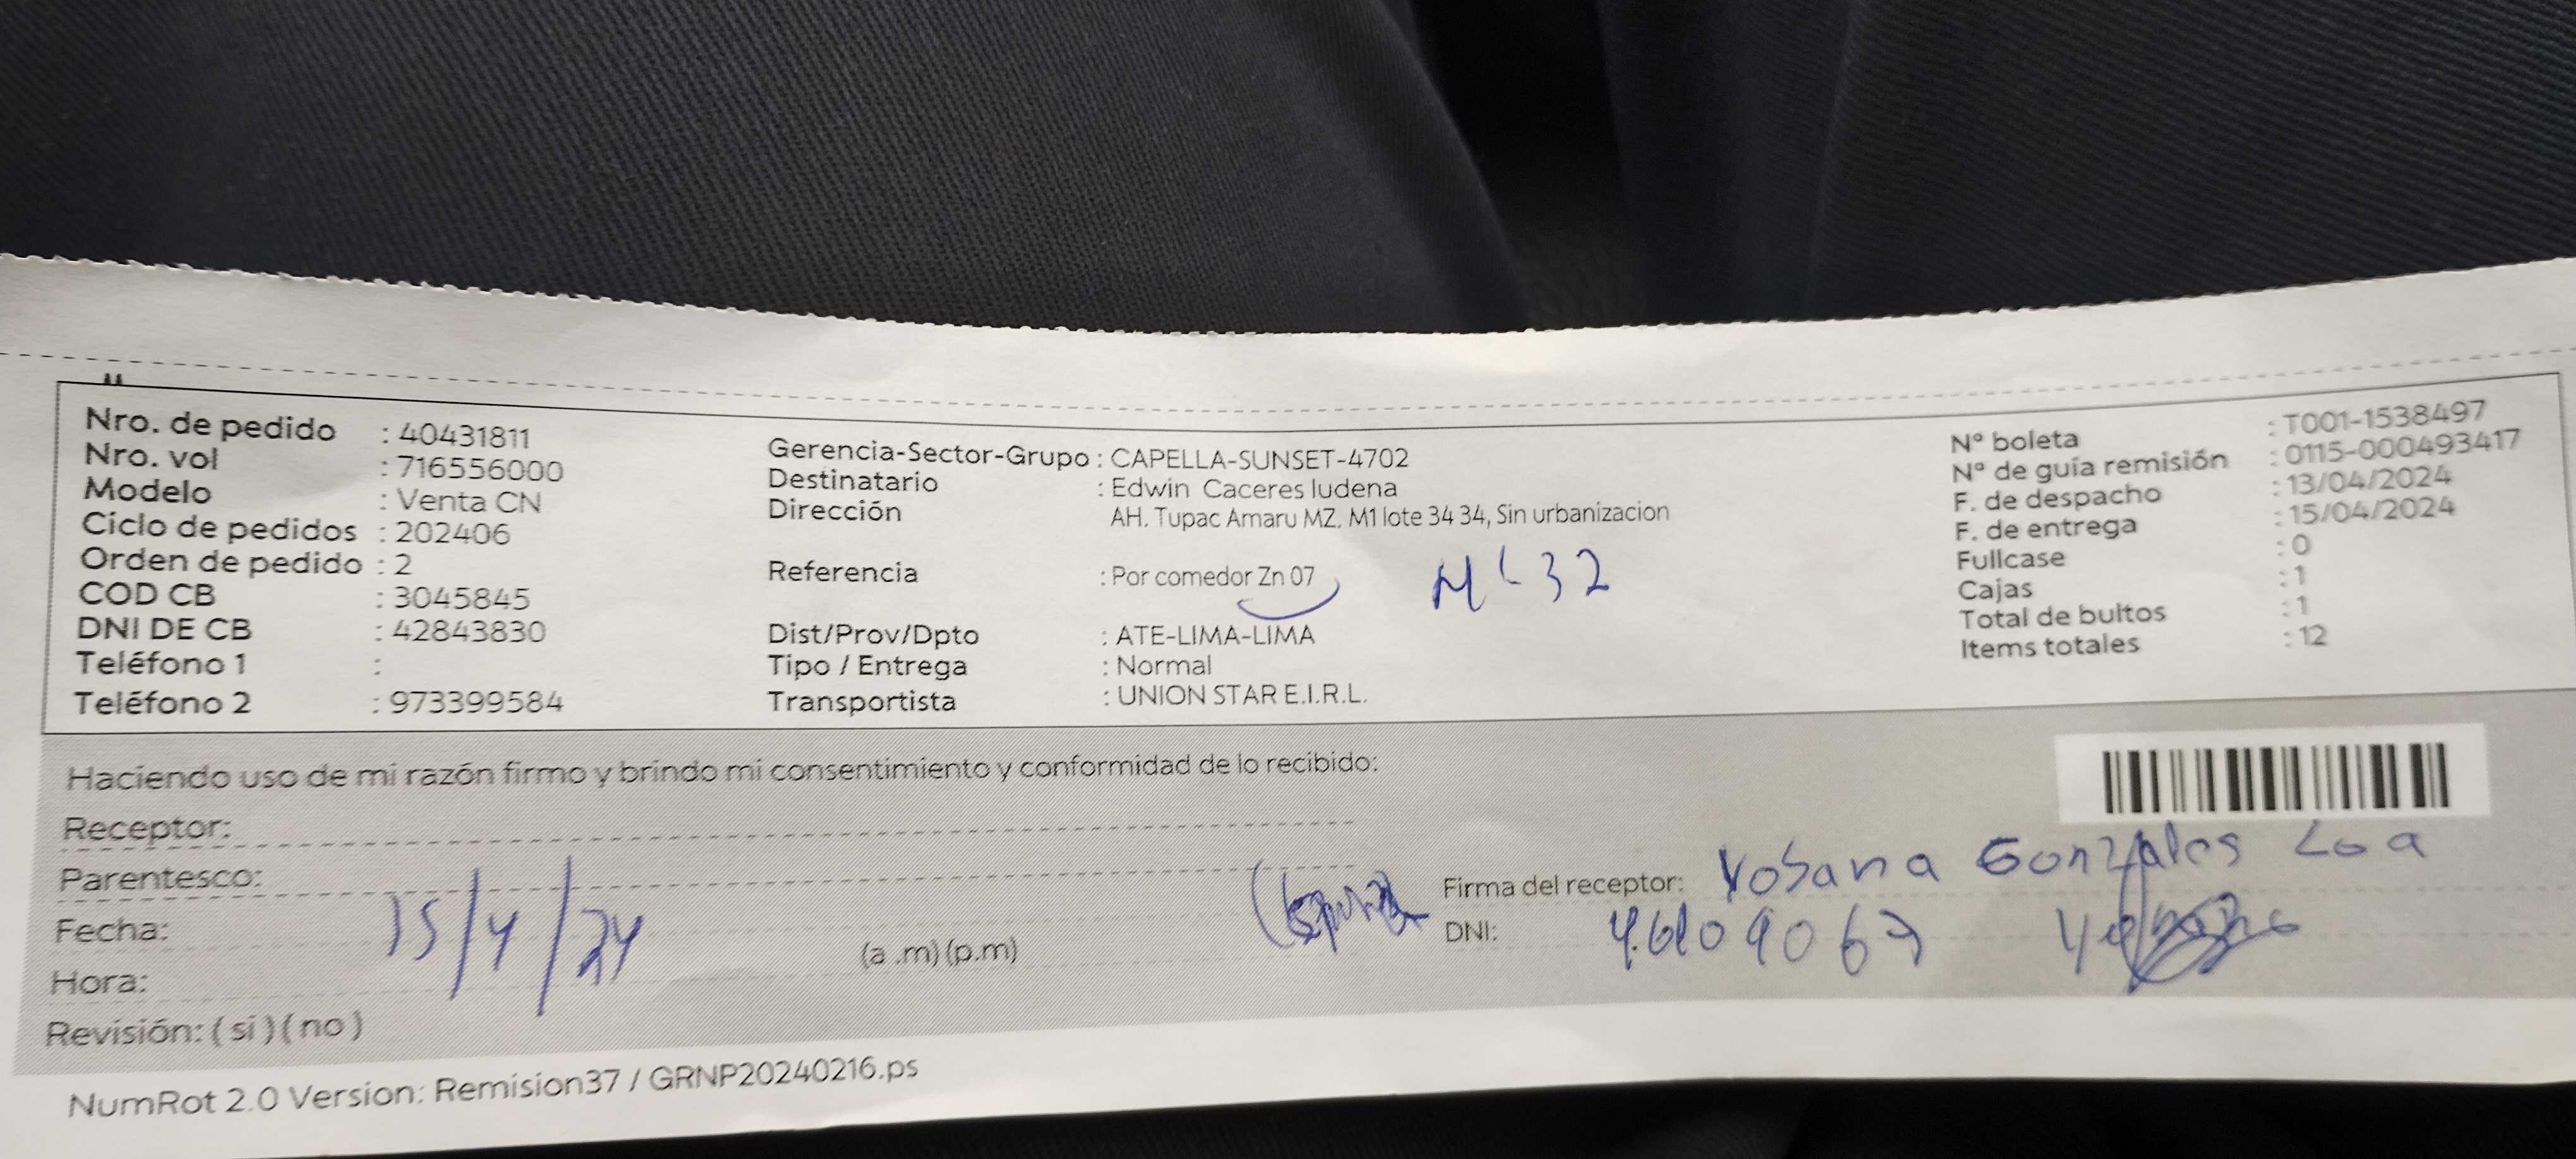 Nro. de pedido : 40431811
Nro. vol : 716556000
Modelo : Venta CN
Ciclo de pedidos : 202406
Orden de pedido : 2
COD CB : 3045845
DNI DE CB : 42843830
Teléfono 1 :
Teléfono 2 : 973399584
Gerencia-Sector-Grupo : CAPELLA-SUNSET-4702
Destinatario : Edwin Caceres ludena
Dirección AH. Tupac Amaru MZ. M1 lote 34 34, Sin urbanizacion
Referencia : Por comedor Zn 07
32
Dist/Prov/Dpto : ATE-LIMA-LIMA
Tipo / Entrega : Normal
Transportista : UNION STAR E.I.R.L.
N° boleta : T001-1538497
N° de guía remisión : 0115-000493417
F. de despacho : 13/04/2024
F. de entrega : 15/04/2024
Fullcase : 0
Cajas : 1
Total de bultos : 1
Items totales : 12
Haciendo uso de mi razón firmo y brindo mi consentimiento y conformidad de lo recibido:
Receptor:
Parentesco:
Fecha: 15/4/24
Hora: (a .m) (p.m)
Revisión: ( sí ) ( no )
Firma del receptor: Yosana Gonzales Loa
DNI:
NumRot 2.0 Version: Remision37 / GRNP20240216.ps